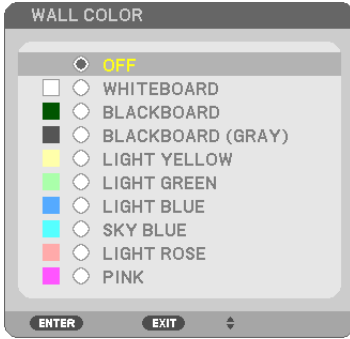 WALL COLOR
OFF
WHITEBOARD
BLACKBOARD
BLACKBOARD (GRAY)
LIGHT YELLOW
LIGHT GREEN
LIGHT BLUE
SKY BLUE
LIGHT ROSE
PINK
ENTER EXIT